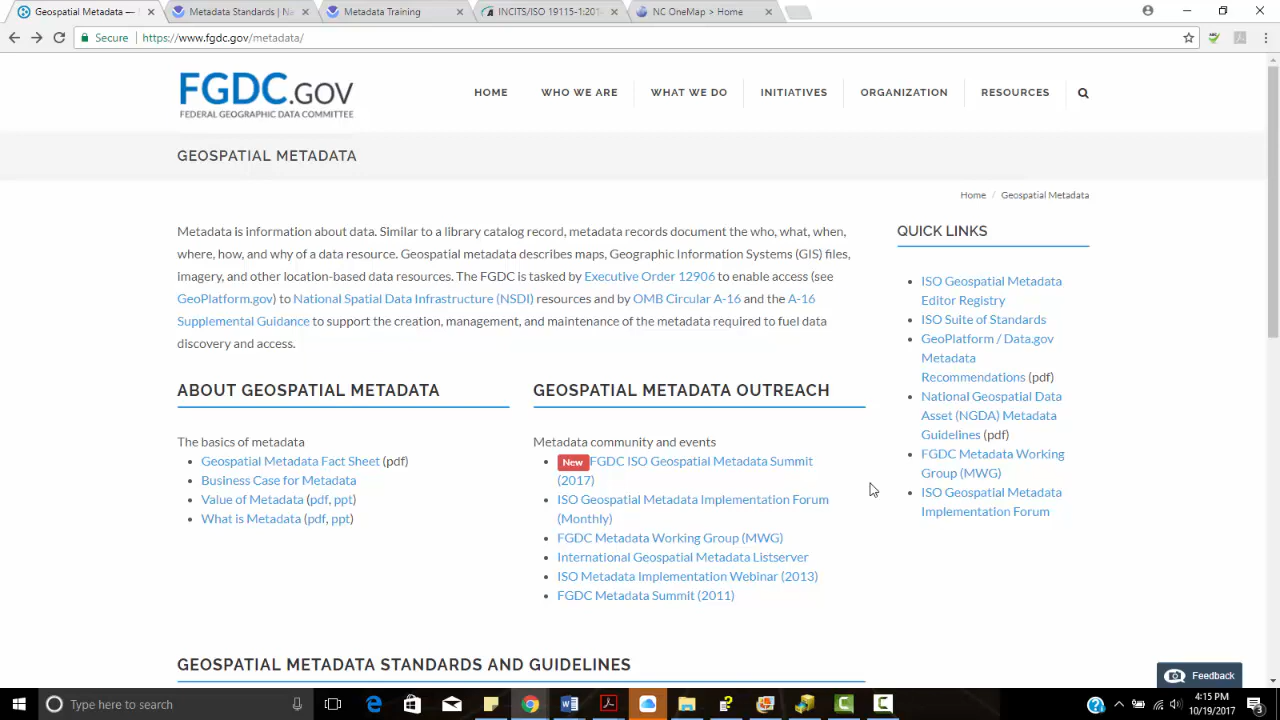 Geospatial Metadata —
Metadata Standards | Na
Metadata Training
INCITS/ISO 19115-1:201
NC OneMap > Home
Secure
https://www.fgdc.gov/metadata/
FGDC.GOV
FEDERAL GEOGRAPHIC DATA COMMITTEE
HOME
WHO WE ARE
WHAT WE DO
INITIATIVES
ORGANIZATION
RESOURCES
GEOSPATIAL METADATA
Home / Geospatial Metadata
Metadata is information about data. Similar to a library catalog record, metadata records document the who, what, when,
where, how, and why of a data resource. Geospatial metadata describes maps, Geographic Information Systems (GIS) files,
imagery, and other location-based data resources. The FGDC is tasked by Executive Order 12906 to enable access (see
GeoPlatform.gov) to National Spatial Data Infrastructure (NSDI) resources and by OMB Circular A-16 and the A-16
Supplemental Guidance to support the creation, management, and maintenance of the metadata required to fuel data
discovery and access.
ABOUT GEOSPATIAL METADATA
The basics of metadata
Geospatial Metadata Fact Sheet (pdf)
Business Case for Metadata
Value of Metadata (pdf, ppt)
What is Metadata (pdf, ppt)
GEOSPATIAL METADATA OUTREACH
Metadata community and events
New FGDC ISO Geospatial Metadata Summit
(2017)
ISO Geospatial Metadata Implementation Forum
(Monthly)
FGDC Metadata Working Group (MWG)
International Geospatial Metadata Listserver
ISO Metadata Implementation Webinar (2013)
FGDC Metadata Summit (2011)
QUICK LINKS
ISO Geospatial Metadata
Editor Registry
ISO Suite of Standards
GeoPlatform / Data.gov
Metadata
Recommendations (pdf)
National Geospatial Data
Asset (NGDA) Metadata
Guidelines (pdf)
FGDC Metadata Working
Group (MWG)
ISO Geospatial Metadata
Implementation Forum
GEOSPATIAL METADATA STANDARDS AND GUIDELINES
Feedback
Type here to search
4:15 PM
10/19/2017